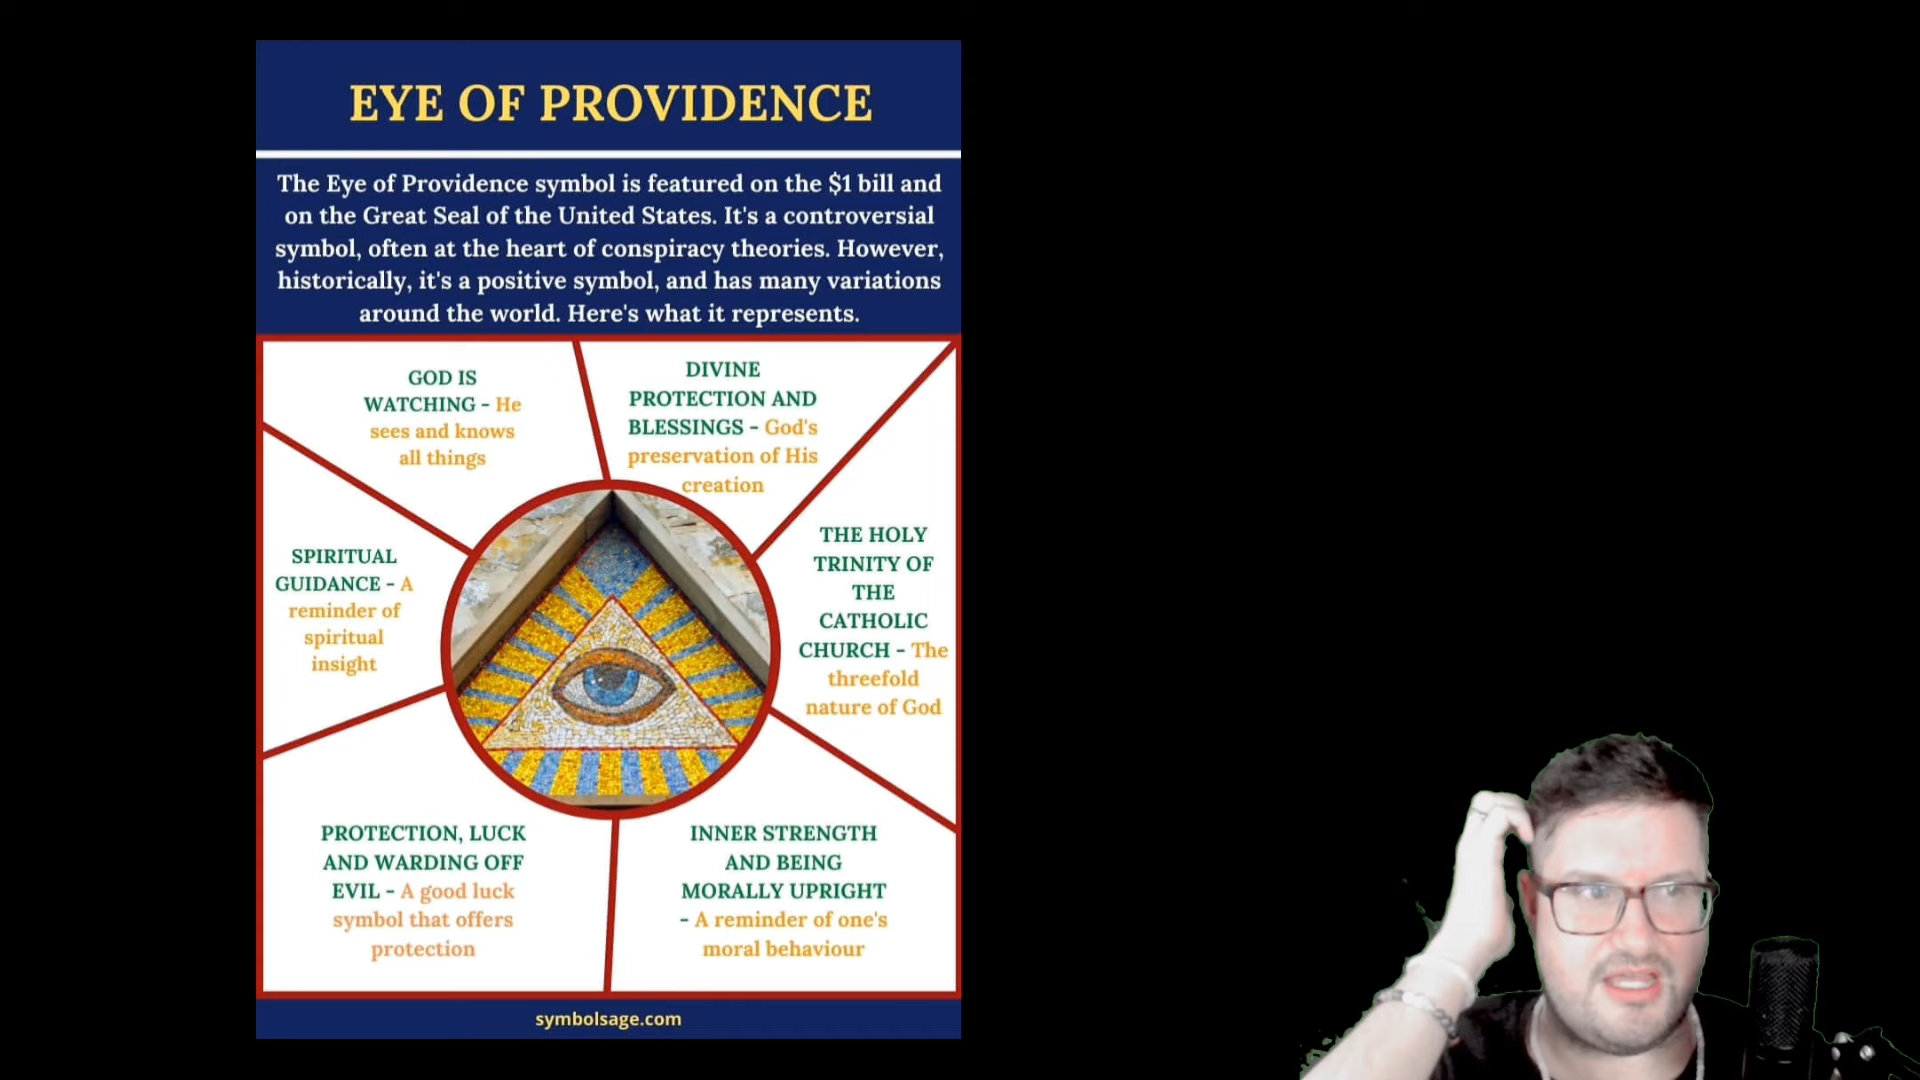 EYE OF PROVIDENCE
The Eye of Providence symbol is featured on the $1 bill and
on the Great Seal of the United States. It's a controversial
symbol, often at the heart of conspiracy theories. However,
historically, it's a positive symbol, and has many variations
around the world. Here's what it represents.
GOD IS
WATCHING - He
sees and knows
all things
DIVINE
PROTECTION AND
BLESSINGS - God's
preservation of His
creation
SPIRITUAL
GUIDANCE - A
reminder of
spiritual
insight
THE HOLY
TRINITY OF
THE
CATHOLIC
CHURCH - The
threefold
nature of God
PROTECTION, LUCK
AND WARDING OFF
EVIL - A good luck
symbol that offers
protection
INNER STRENGTH
AND BEING
MORALLY UPRIGHT
- A reminder of one's
moral behaviour
symbolsage.com